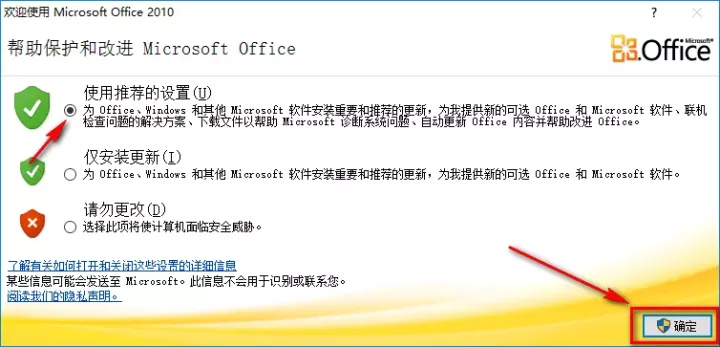 欢迎使用 Microsoft Office 2010
帮助保护和改进 Microsoft Office
Microsoft®
Office
使用推荐的设置(U)
为 Office、Windows 和其他 Microsoft 软件安装重要和推荐的更新，为我提供新的可选 Office 和 Microsoft 软件、联机
检查问题的解决方案、下载文件以帮助 Microsoft 诊断系统问题、自动更新 Office 内容并帮助改进 Office。
仅安装更新(I)
为 Office、Windows 和其他 Microsoft 软件安装重要和推荐的更新，为我提供新的可选 Office 和 Microsoft 软件。
请勿更改(D)
选择此项将使计算机面临安全威胁。
了解有关如何打开和关闭这些设置的详细信息
某些信息可能会发送至 Microsoft。此信息不会用于识别或联系您。
阅读我们的隐私声明。
确定